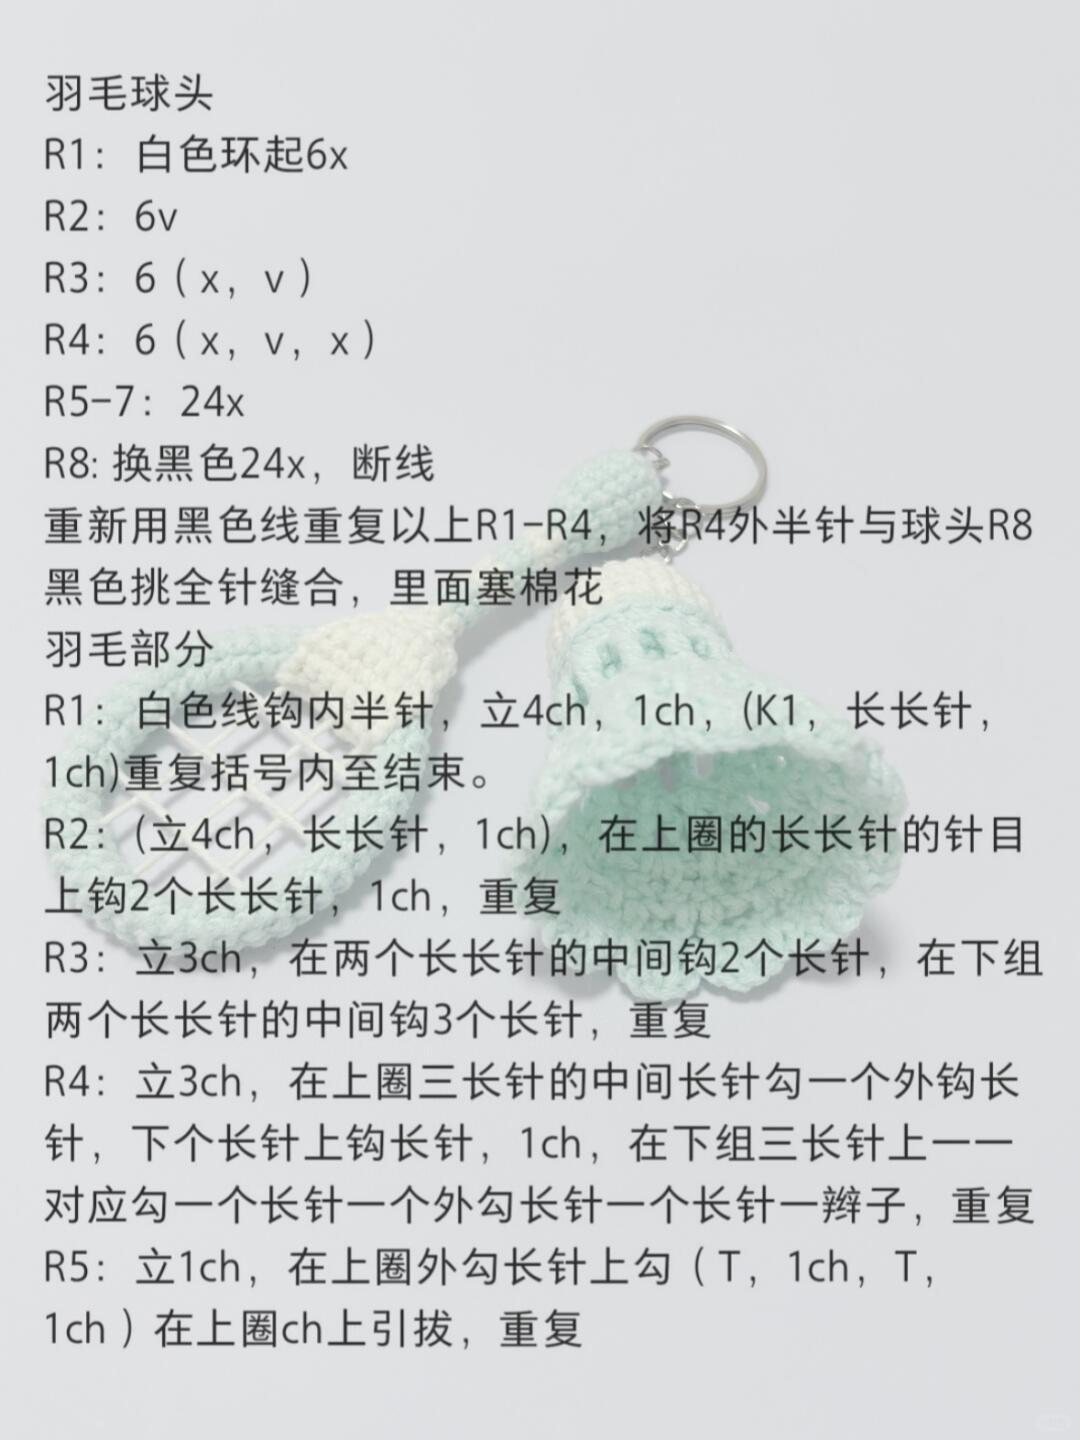 羽毛球头
R1：白色环起6x
R2：6v
R3：6（x，v）
R4：6（x，v，x）
R5-7：24x
R8: 换黑色24x，断线
重新用黑色线重复以上R1-R4，将R4外半针与球头R8
黑色挑全针缝合，里面塞棉花
羽毛部分
R1：白色线钩内半针，立4ch，1ch，(K1，长长针，
1ch)重复括号内至结束。
R2：(立4ch，长长针，1ch)，在上圈的长长针的针目
上钩2个长长针，1ch，重复
R3：立3ch，在两个长长针的中间钩2个长针，在下组
两个长长针的中间钩3个长针，重复
R4：立3ch，在上圈三长针的中间长针勾一个外钩长
针，下个长针上钩长针，1ch，在下组三长针上一一
对应勾一个长针一个外勾长针一个长针一辫子，重复
R5：立1ch，在上圈外勾长针上勾（T，1ch，T，
1ch）在上圈ch上引拔，重复